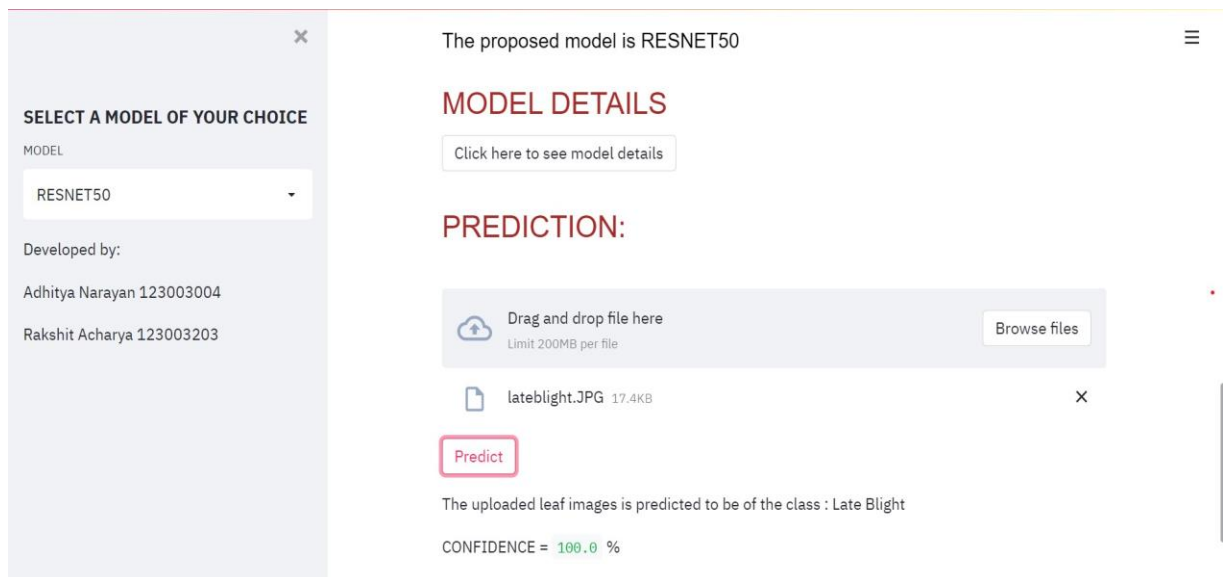 SELECT A MODEL OF YOUR CHOICE
MODEL
RESNET50
Developed by:
Adhitya Narayan 123003004
Rakshit Acharya 123003203
The proposed model is RESNET50
MODEL DETAILS
Click here to see model details
PREDICTION:
Drag and drop file here
Limit 200MB per file
Browse files
lateblight.JPG 17.4KB
Predict
The uploaded leaf images is predicted to be of the class : Late Blight
CONFIDENCE = 100.0 %